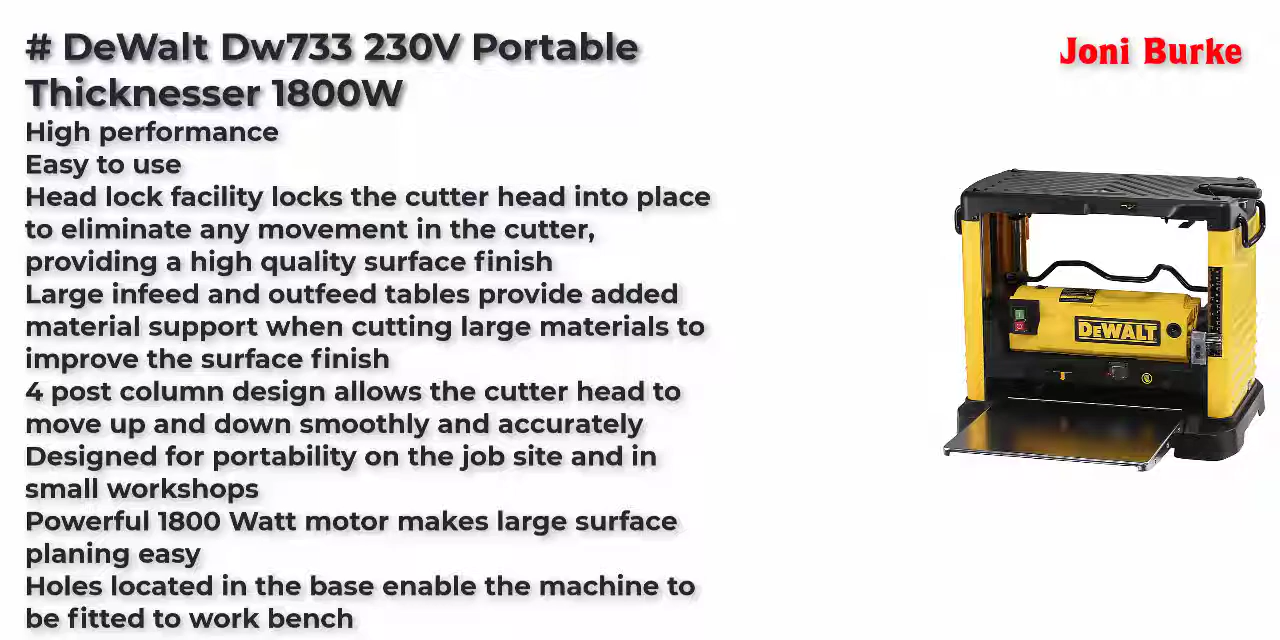 # DeWalt Dw733 230V Portable
Thicknesser 1800W
Joni Burke
High performance
Easy to use
Head lock facility locks the cutter head into place
to eliminate any movement in the cutter,
providing a high quality surface finish
Large infeed and outfeed tables provide added
material support when cutting large materials to
improve the surface finish
4 post column design allows the cutter head to
move up and down smoothly and accurately
Designed for portability on the job site and in
small workshops
Powerful 1800 Watt motor makes large surface
planing easy
Holes located in the base enable the machine to
be fitted to work bench
DEWALT